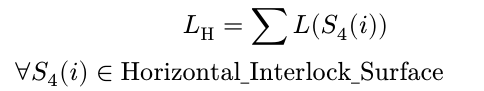 L_H = ∑ L(S_4(i))
∀S_4(i) ∈ Horizontal_Interlock_Surface